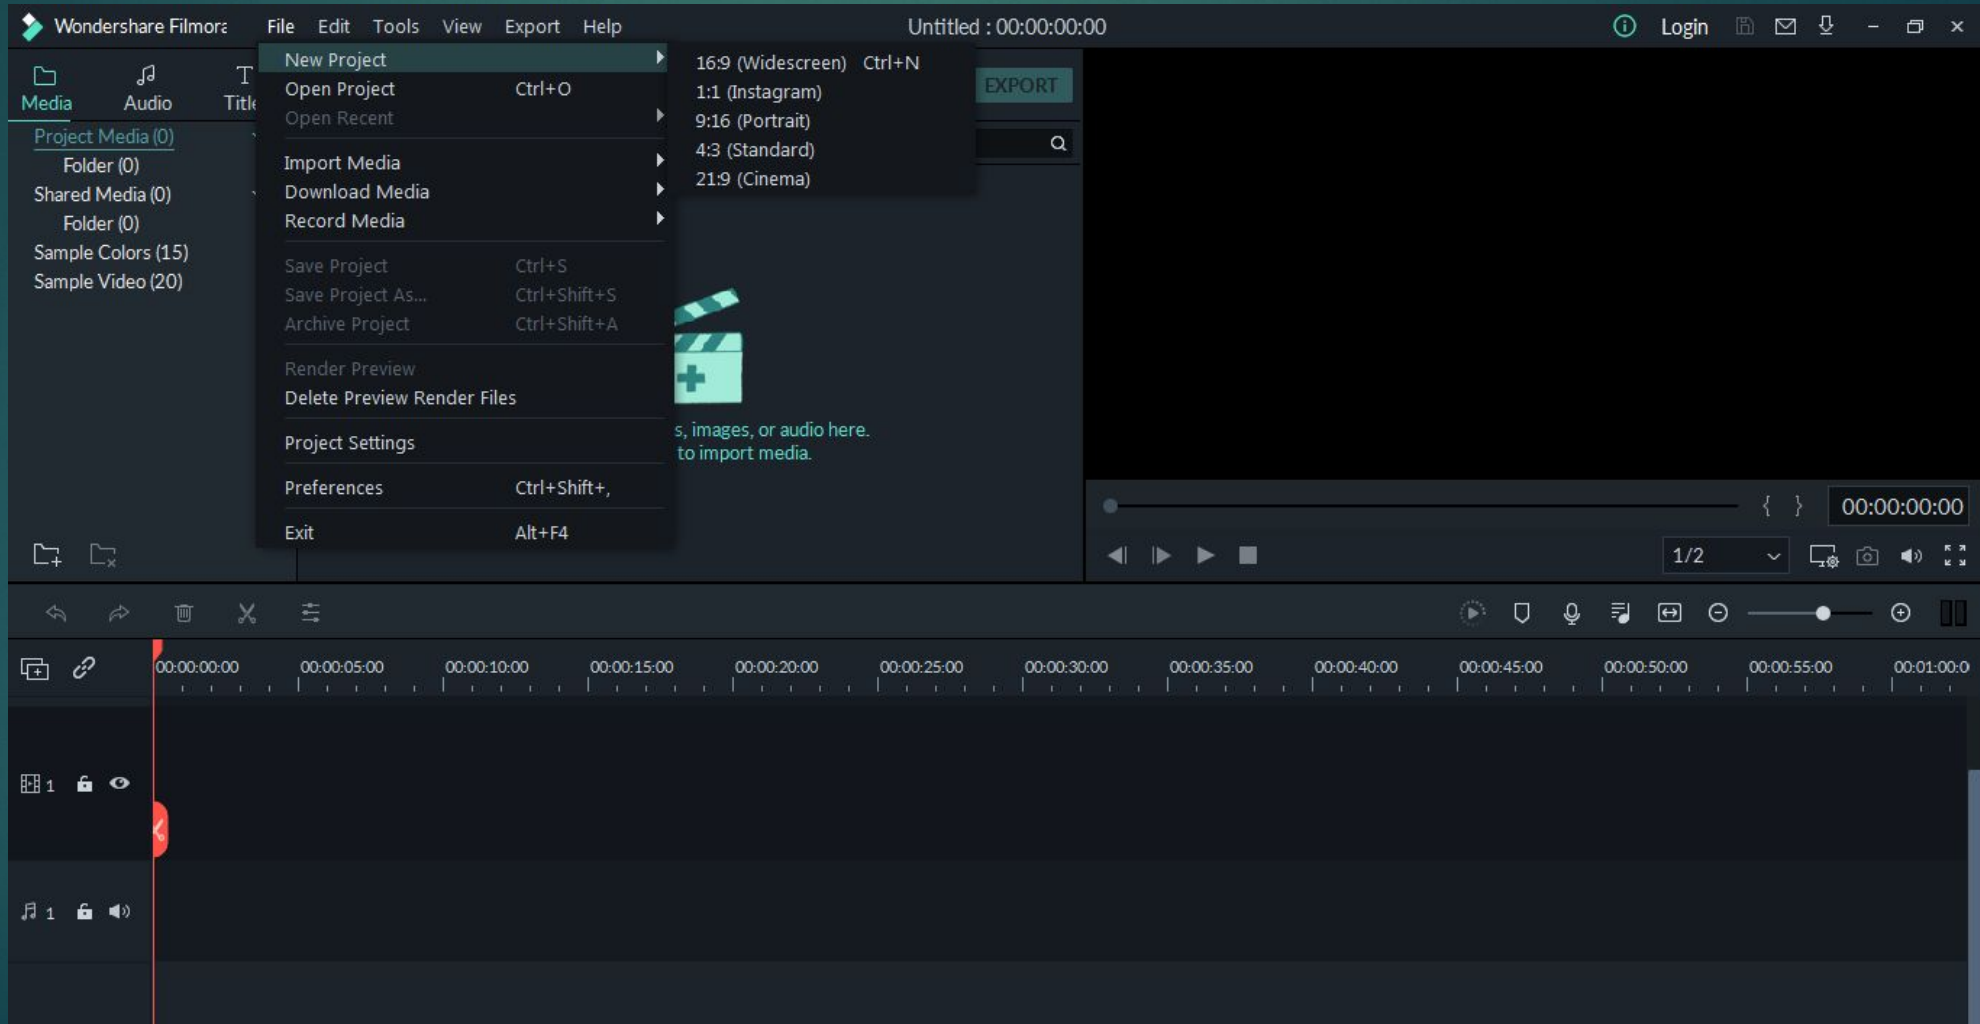 Wondershare Filmora File Edit Tools View Export Help Untitled : 00:00:00:00 Login
Media Audio
EXPORT
Project Media (0)
Folder (0)
Shared Media (0)
Folder (0)
Sample Colors (15)
Sample Video (20)
New Project
Open Project Ctrl+O
Open Recent
Import Media
Download Media
Record Media
Save Project Ctrl+S
Save Project As... Ctrl+Shift+S
Archive Project Ctrl+Shift+A
Render Preview
Delete Preview Render Files
Project Settings
Preferences Ctrl+Shift+,
Exit Alt+F4
16:9 (Widescreen) Ctrl+N
1:1 (Instagram)
9:16 (Portrait)
4:3 (Standard)
21:9 (Cinema)
images, or audio here.
to import media.
{ } 00:00:00:00
1/2
00:00:00:00 00:00:05:00 00:00:10:00 00:00:15:00 00:00:20:00 00:00:25:00 00:00:30:00 00:00:35:00 00:00:40:00 00:00:45:00 00:00:50:00 00:00:55:00 00:01:00:0
1
1